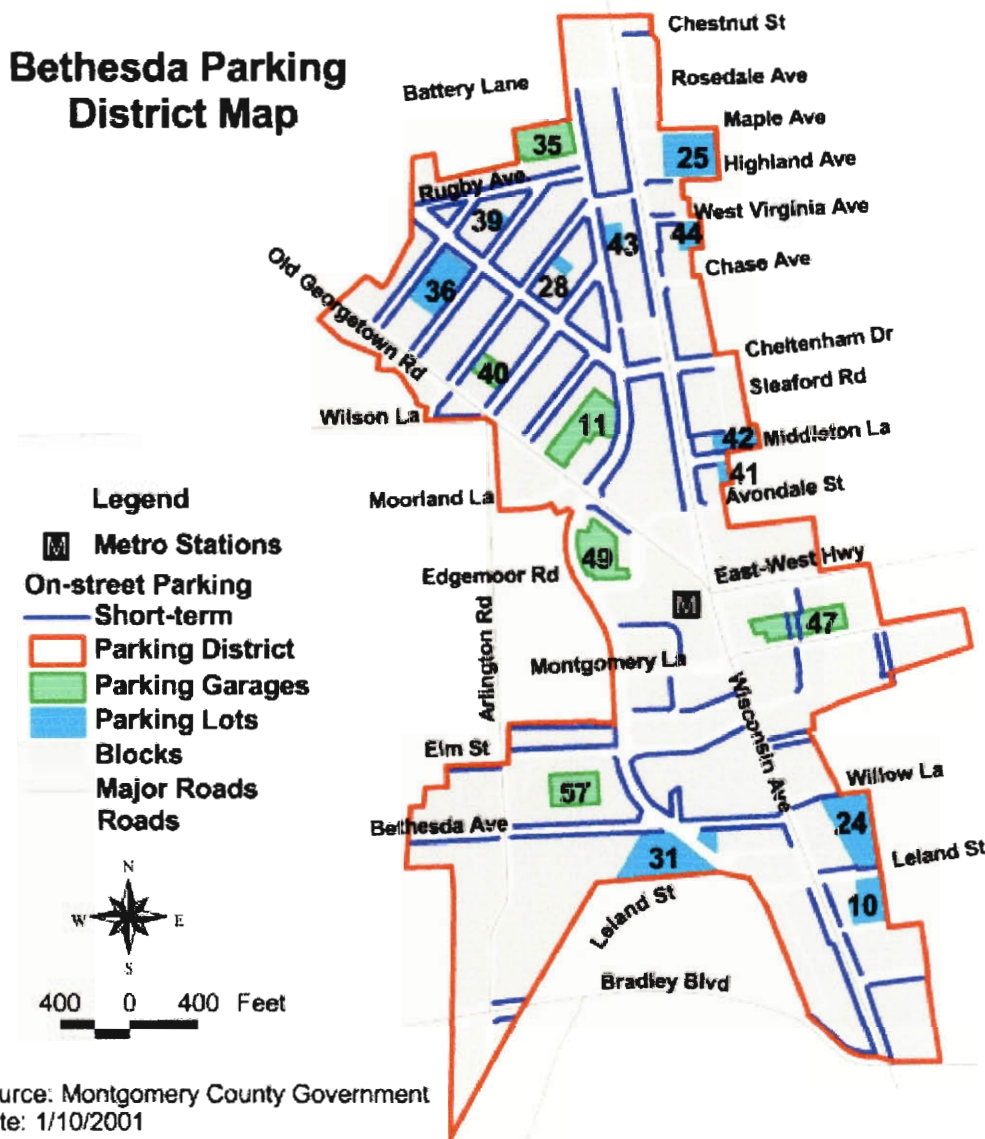 Bethesda Parking
District Map
Chestnut St
Rosedale Ave
Battery Lane
Maple Ave
35
25
Highland Ave
Rugby Ave.
39
West Virginia Ave
43
44
Chase Ave
Old Georgetown Rd
36
28
Cheltenham Dr
40
Sleaford Rd
Wilson La
11
42
Middleton La
41
Avondale St
Moorland La
49
East-West Hwy
Edgemoor Rd
M
47
Arlington Rd
Montgomery La
Wisconsin Ave
Elm St
Willow La
57
24
Bethesda Ave
31
Leland St
10
Leland St
Bradley Blvd
Legend
M Metro Stations
On-street Parking
Short-term
Parking District
Parking Garages
Parking Lots
Blocks
Major Roads
Roads
N
W E
S
400 0 400 Feet
urce: Montgomery County Government
te: 1/10/2001